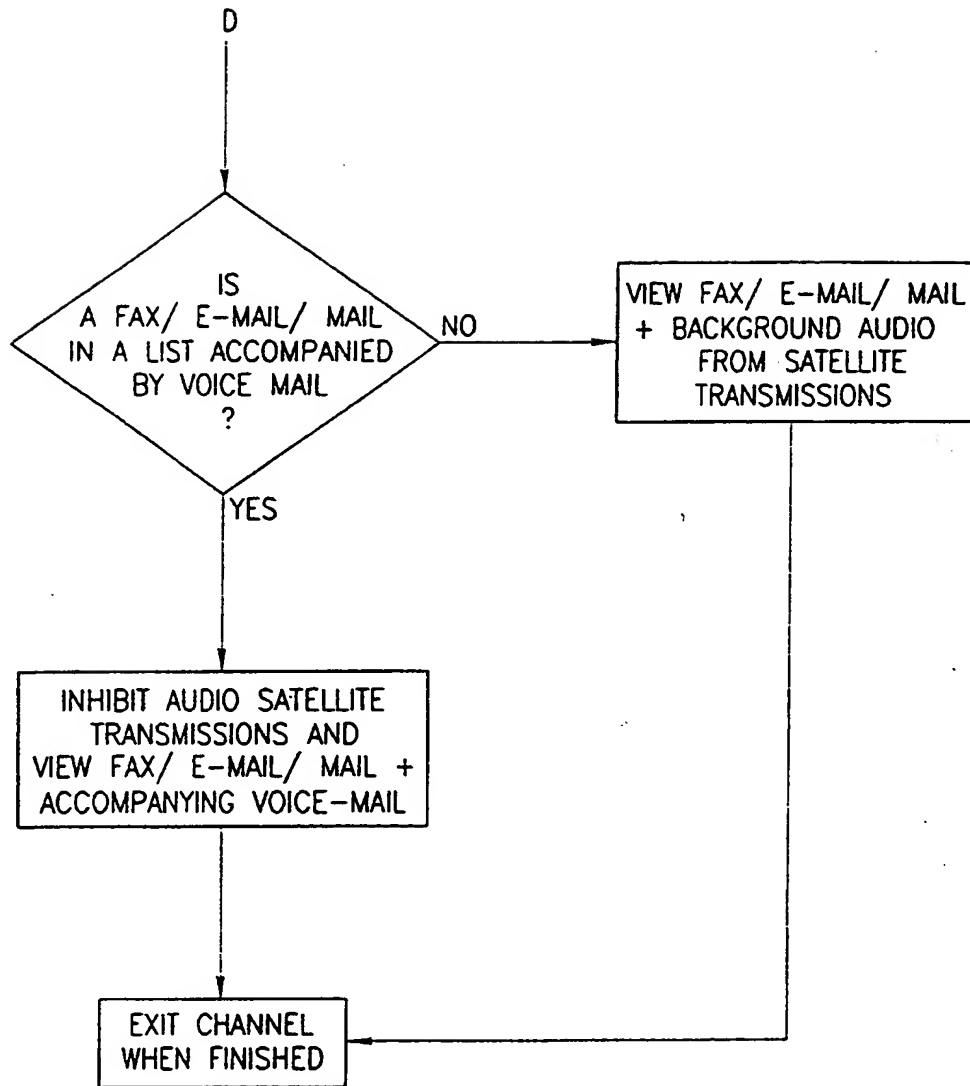 D
IS
A FAX/ E-MAIL/ MAIL
IN A LIST ACCOMPANIED
BY VOICE MAIL
?
NO
VIEW FAX/ E-MAIL/ MAIL
+ BACKGROUND AUDIO
FROM SATELLITE
TRANSMISSIONS
YES
INHIBIT AUDIO SATELLITE
TRANSMISSIONS AND
VIEW FAX/ E-MAIL/ MAIL +
ACCOMPANYING VOICE-MAIL
EXIT CHANNEL
WHEN FINISHED